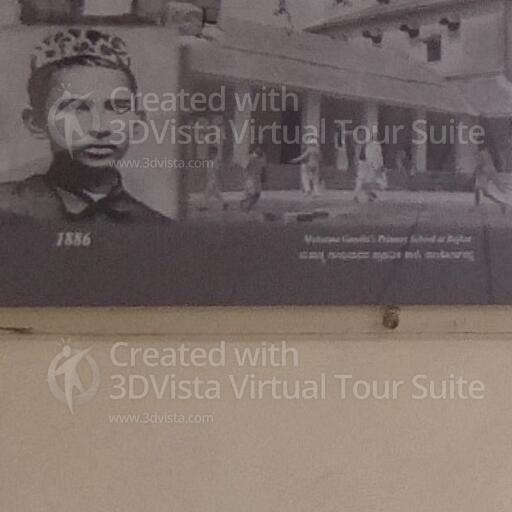 Created with
3DVista Virtual Tour Suite
www.3dvista.com
1886
Mahatma Gandhi's Primary School at Rajkot
Created with
3DVista Virtual Tour Suite
www.3dvista.com